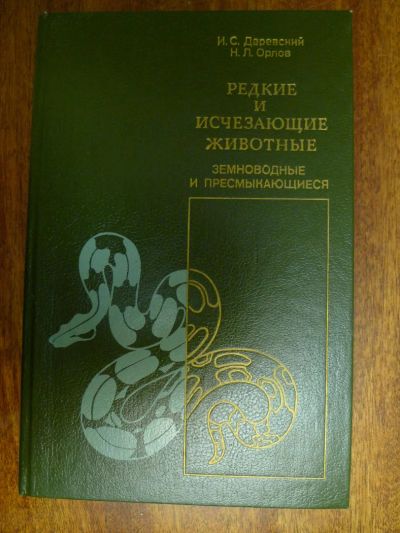 И. С. Даревский
Н. Л. Орлов
РЕДКИЕ
И
ИСЧЕЗАЮЩИЕ
ЖИВОТНЫЕ
ЗЕМНОВОДНЫЕ
И ПРЕСМЫКАЮЩИЕСЯ